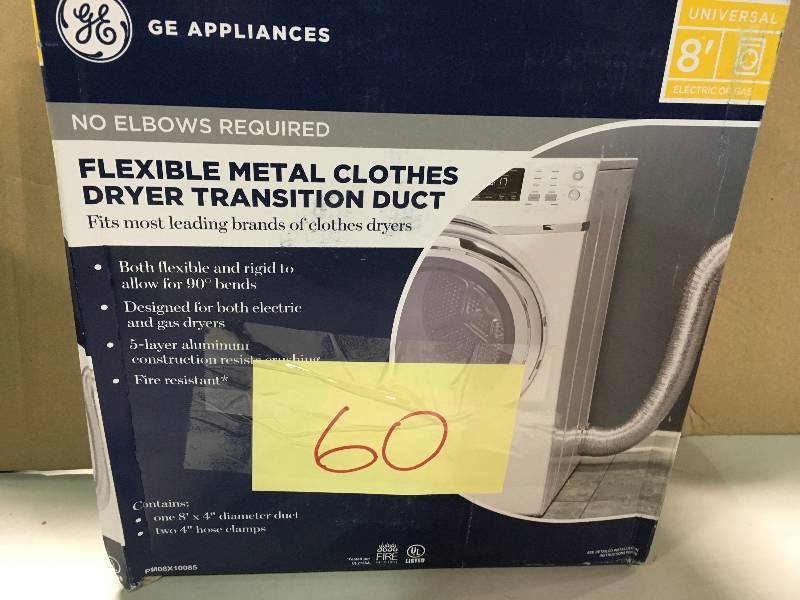 GE
GE APPLIANCES
UNIVERSAL
8'
ELECTRIC OR GAS
NO ELBOWS REQUIRED
FLEXIBLE METAL CLOTHES
DRYER TRANSITION DUCT
Fits most leading brands of clothes dryers
• Both flexible and rigid to
allow for 90° bends
• Designed for both electric
and gas dryers
• 5-layer aluminum
construction resists crushing
• Fire resistant*
60
Contains:
• one 8' x 4" diameter duct
• two 4" hose clamps
FIRE
UL
LISTED
PM08X10085